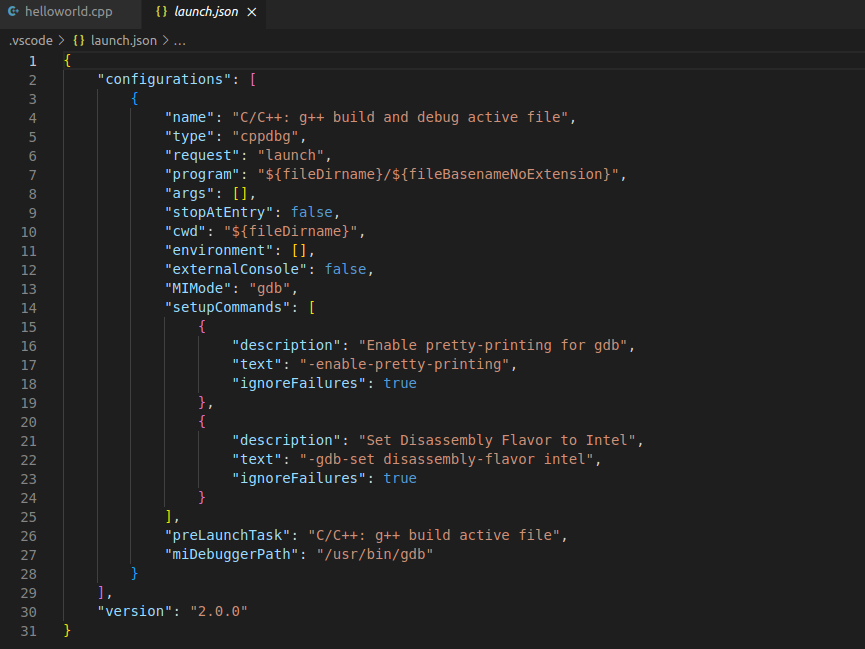 helloworld.cpp
{} launch.json ×
.vscode > {} launch.json > ...
1 {
2     "configurations": [
3         {
4             "name": "C/C++: g++ build and debug active file",
5             "type": "cppdbg",
6             "request": "launch",
7             "program": "${fileDirname}/${fileBasenameNoExtension}",
8             "args": [],
9             "stopAtEntry": false,
10             "cwd": "${fileDirname}",
11             "environment": [],
12             "externalConsole": false,
13             "MIMode": "gdb",
14             "setupCommands": [
15                 {
16                     "description": "Enable pretty-printing for gdb",
17                     "text": "-enable-pretty-printing",
18                     "ignoreFailures": true
19                 },
20                 {
21                     "description": "Set Disassembly Flavor to Intel",
22                     "text": "-gdb-set disassembly-flavor intel",
23                     "ignoreFailures": true
24                 }
25             ],
26             "preLaunchTask": "C/C++: g++ build active file",
27             "miDebuggerPath": "/usr/bin/gdb"
28         }
29     ],
30     "version": "2.0.0"
31 }